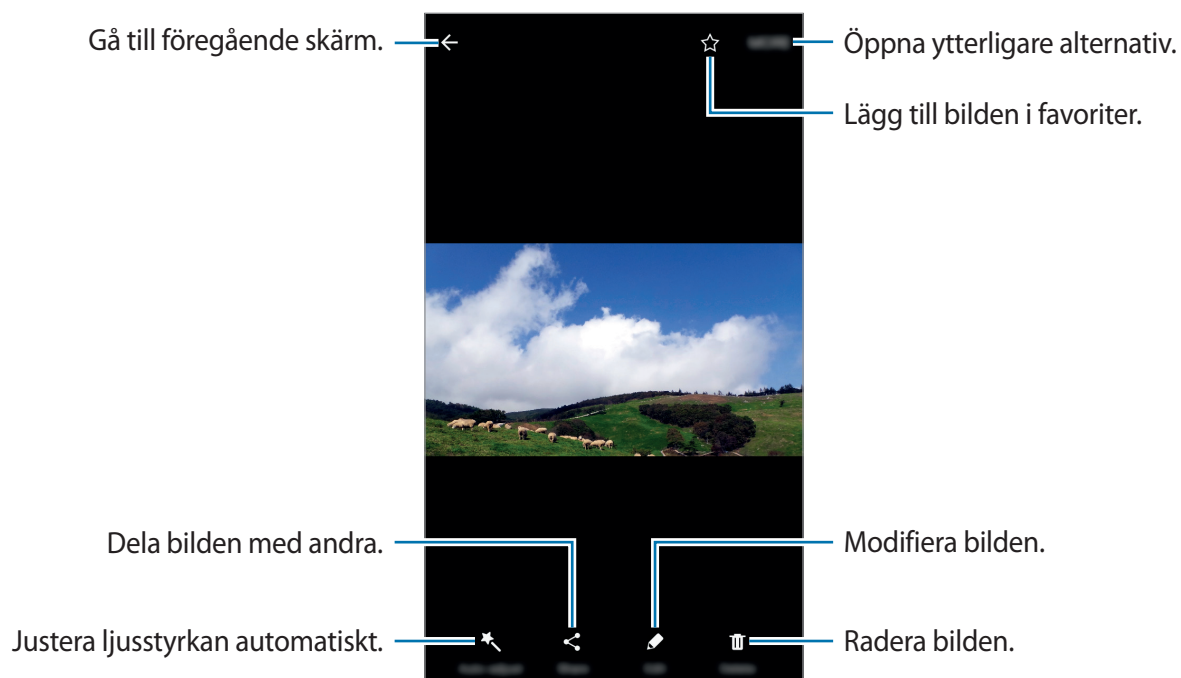 Gå till föregående skärm.
Öppna ytterligare alternativ.
Lägg till bilden i favoriter.
Dela bilden med andra.
Modifiera bilden.
Justera ljusstyrkan automatiskt.
Radera bilden.